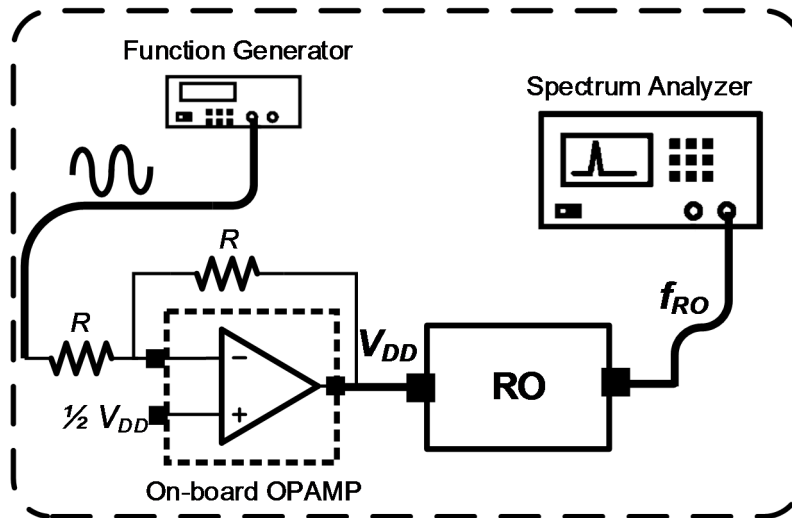 Function Generator
Spectrum Analyzer
R
R
f_RO
V_DD
RO
−
+
½ V_DD
On-board OPAMP